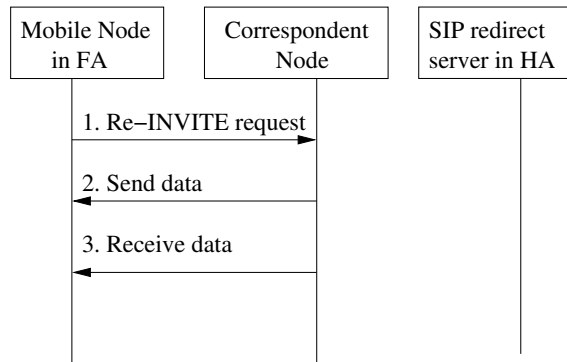 Mobile Node
in FA
Correspondent
Node
SIP redirect
server in HA
1. Re−INVITE request
2. Send data
3. Receive data